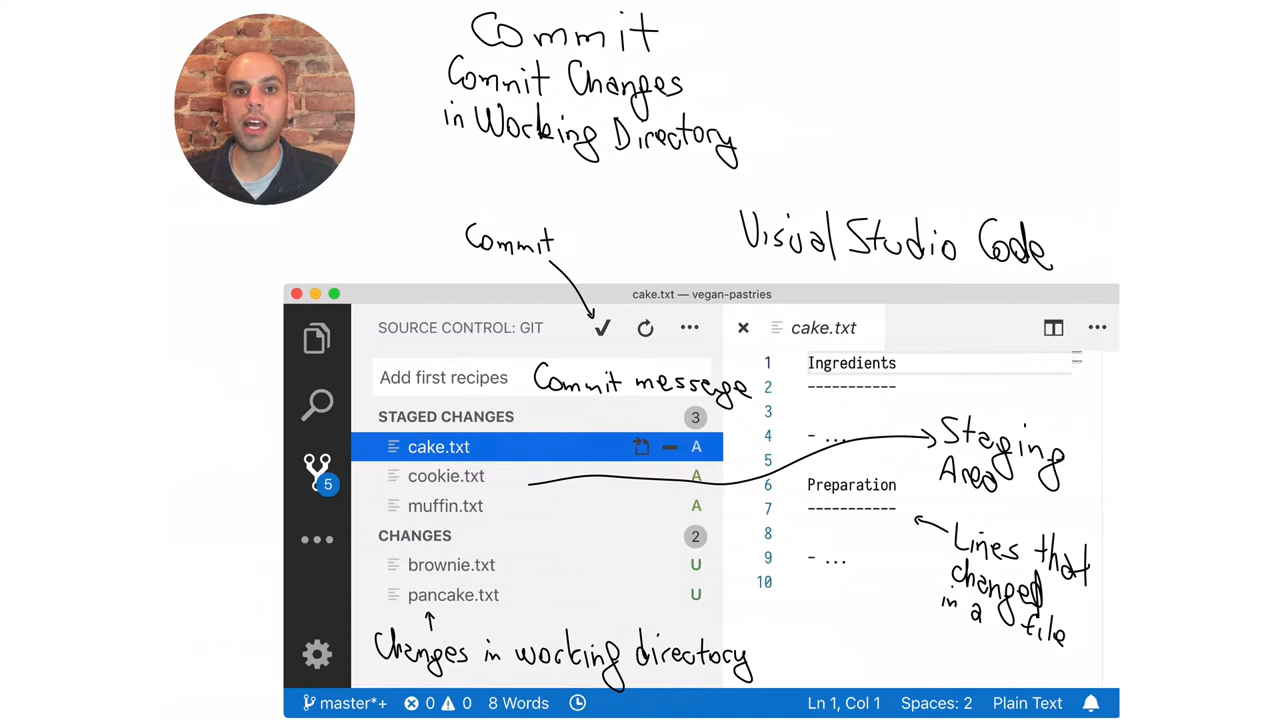 Commit
Commit Changes
in Working Directory
Visual Studio Code
Commit
cake.txt — vegan-pastries
SOURCE CONTROL: GIT
cake.txt
Add first recipes
Commit message
STAGED CHANGES 3
cake.txt A
cookie.txt A
muffin.txt A
CHANGES 2
brownie.txt U
pancake.txt U
5
Changes in working directory
1 Ingredients
2 -----------
3
4 - ...
5
6 Preparation
7 -----------
8
9 - ...
10
Staging
Area
Lines that
changed
in a file
master*+ 0 0 8 Words Ln 1, Col 1 Spaces: 2 Plain Text